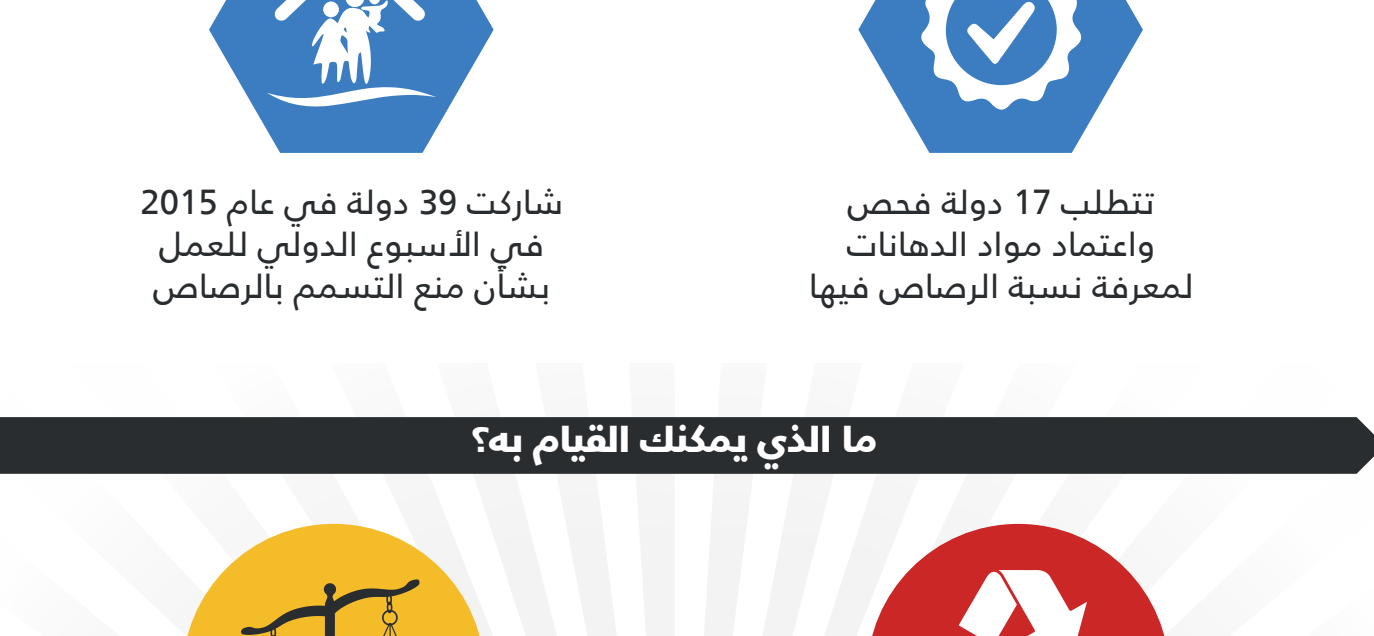 تتطلب 17 دولة فحص
واعتماد مواد الدهانات
لمعرفة نسبة الرصاص فيها
شاركت 39 دولة في عام 2015
في الأسبوع الدولي للعمل
بشأن منع التسمم بالرصاص
ما الذي يمكنك القيام به؟